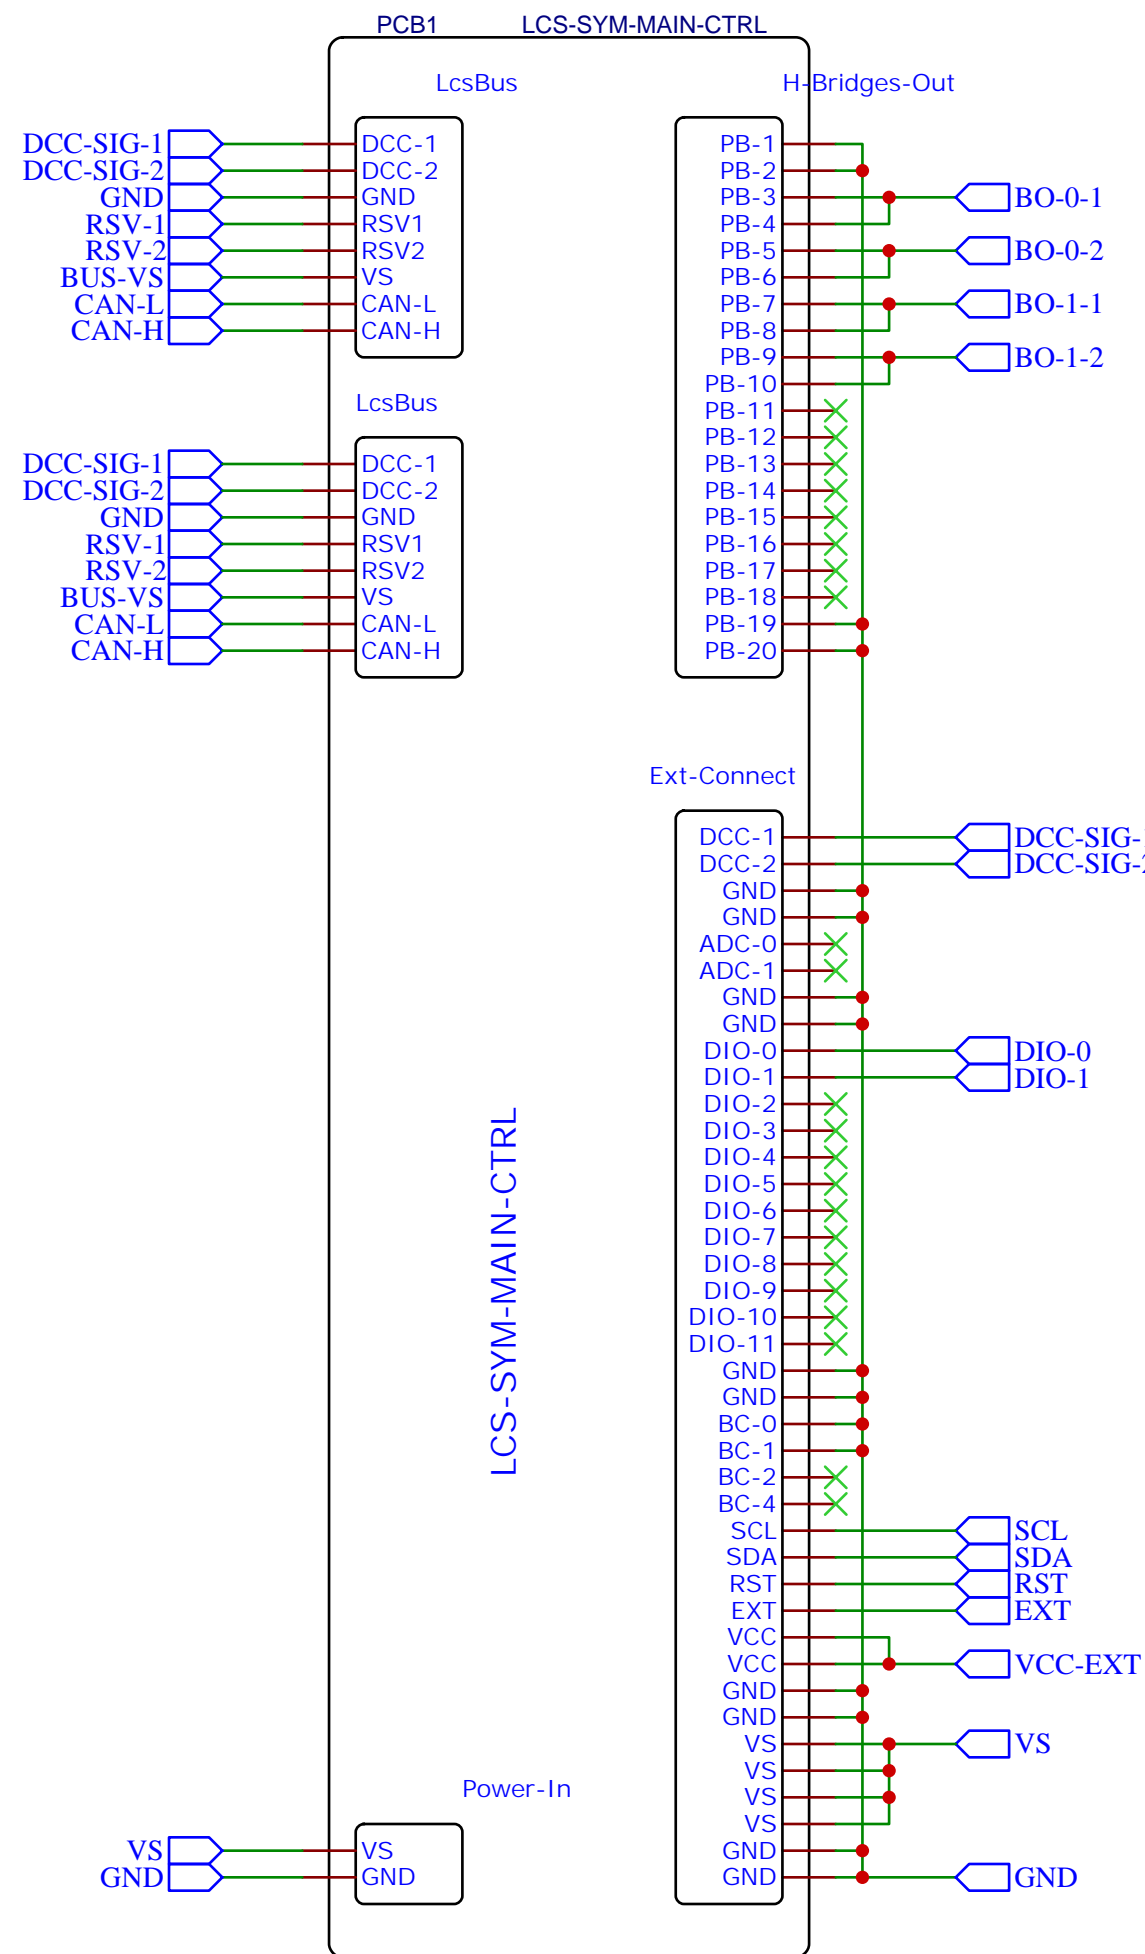 PCB1 LCS-SYM-MAIN-CTRL
LcsBus
DCC-SIG-1 DCC-1
DCC-SIG-2 DCC-2
GND GND
RSV-1 RSV1
RSV-2 RSV2
BUS-VS VS
CAN-L CAN-L
CAN-H CAN-H
LcsBus
DCC-SIG-1 DCC-1
DCC-SIG-2 DCC-2
GND GND
RSV-1 RSV1
RSV-2 RSV2
BUS-VS VS
CAN-L CAN-L
CAN-H CAN-H
LCS-SYM-MAIN-CTRL
Power-In
VS VS
GND GND
H-Bridges-Out
PB-1
PB-2
PB-3 BO-0-1
PB-4
PB-5 BO-0-2
PB-6
PB-7 BO-1-1
PB-8
PB-9 BO-1-2
PB-10
PB-11
PB-12
PB-13
PB-14
PB-15
PB-16
PB-17
PB-18
PB-19
PB-20
Ext-Connect
DCC-1 DCC-SIG-
DCC-2 DCC-SIG-2
GND
GND
ADC-0
ADC-1
GND
GND
DIO-0 DIO-0
DIO-1 DIO-1
DIO-2
DIO-3
DIO-4
DIO-5
DIO-6
DIO-7
DIO-8
DIO-9
DIO-10
DIO-11
GND
GND
BC-0
BC-1
BC-2
BC-4
SCL SCL
SDA SDA
RST RST
EXT EXT
VCC
VCC VCC-EXT
GND
GND
VS VS
VS
VS
VS
GND
GND GND